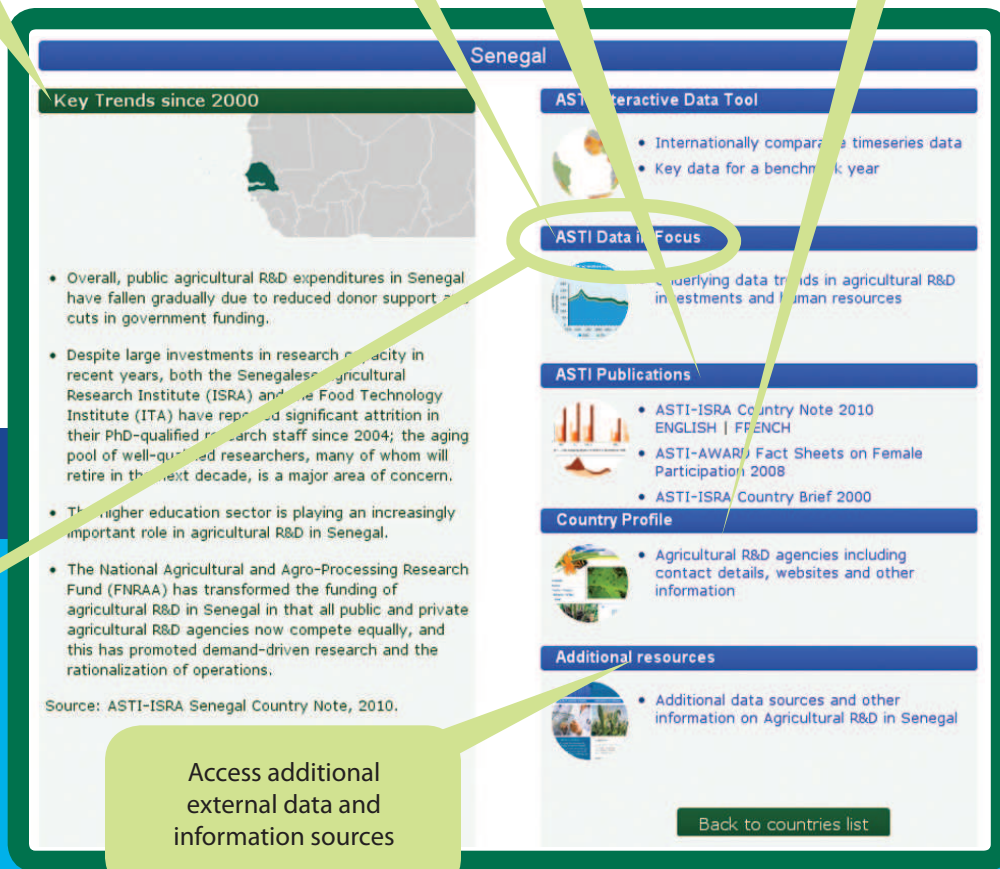 Senegal
Key Trends since 2000
• Overall, public agricultural R&D expenditures in Senegal
have fallen gradually due to reduced donor support and
cuts in government funding.
• Despite large investments in research capacity in
recent years, both the Senegalese Agricultural
Research Institute (ISRA) and the Food Technology
Institute (ITA) have reported significant attrition in
their PhD-qualified research staff since 2004; the aging
pool of well-qualified researchers, many of whom will
retire in the next decade, is a major area of concern.
• The higher education sector is playing an increasingly
important role in agricultural R&D in Senegal.
• The National Agricultural and Agro-Processing Research
Fund (FNRAA) has transformed the funding of
agricultural R&D in Senegal in that all public and private
agricultural R&D agencies now compete equally, and
this has promoted demand-driven research and the
rationalization of operations.
Source: ASTI-ISRA Senegal Country Note, 2010.
Access additional
external data and
information sources
ASTI Interactive Data Tool
• Internationally comparable timeseries data
• Key data for a benchmark year
ASTI Data in Focus
• Underlying data trends in agricultural R&D
investments and human resources
ASTI Publications
• ASTI-ISRA Country Note 2010
ENGLISH | FRENCH
• ASTI-AWARD Fact Sheets on Female
Participation 2008
• ASTI-ISRA Country Brief 2000
Country Profile
• Agricultural R&D agencies including
contact details, websites and other
information
Additional resources
• Additional data sources and other
information on Agricultural R&D in Senegal
Back to countries list